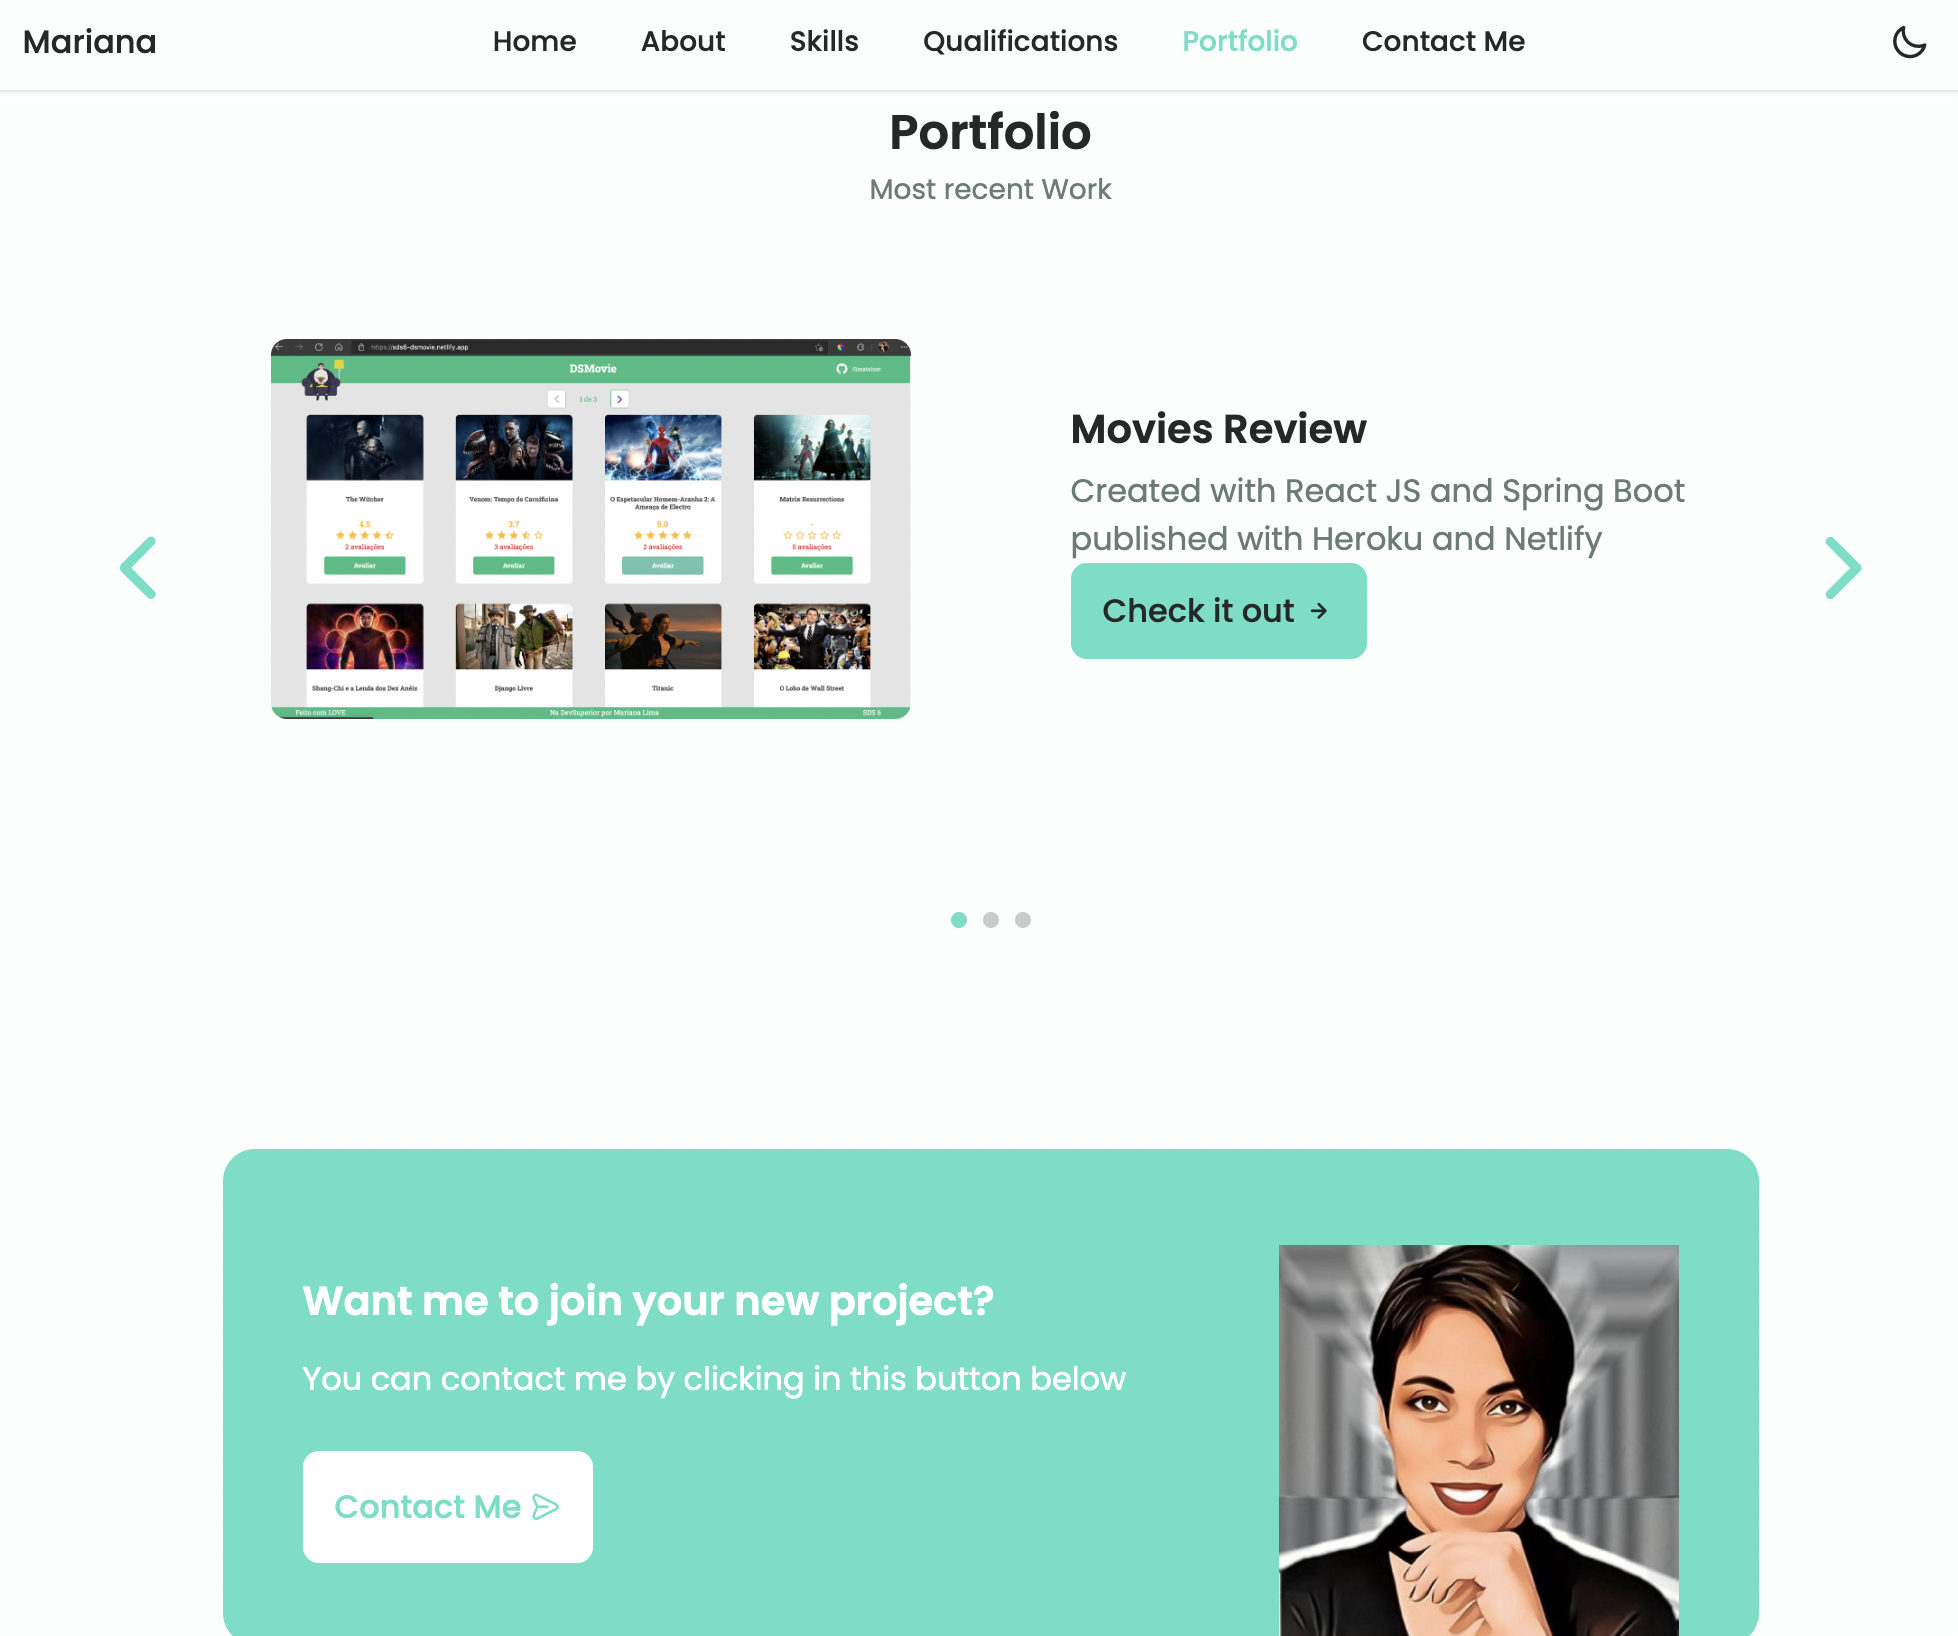 Mariana
Home
About
Skills
Qualifications
Portfolio
Contact Me
Portfolio
Most recent Work
https://sds6-dsmovie.netlify.app
DSMovie
1 de 3
The Witcher
Venom: Tempo de Carnificina
O Espetacular Homem-Aranha 2: A
Ameaça de Electro
Matrix Resurrections
4.5
3.7
5.0
-
2 avaliações
3 avaliações
2 avaliações
0 avaliações
Avaliar
Avaliar
Avaliar
Avaliar
Shang-Chi e a Lenda dos Dez Anéis
Django Livre
Titanic
O Lobo de Wall Street
Feito com LOVE
Na DevSuperior por Mariana Lima
SDS 6
Movies Review
Created with React JS and Spring Boot
published with Heroku and Netlify
Check it out
Want me to join your new project?
You can contact me by clicking in this button below
Contact Me